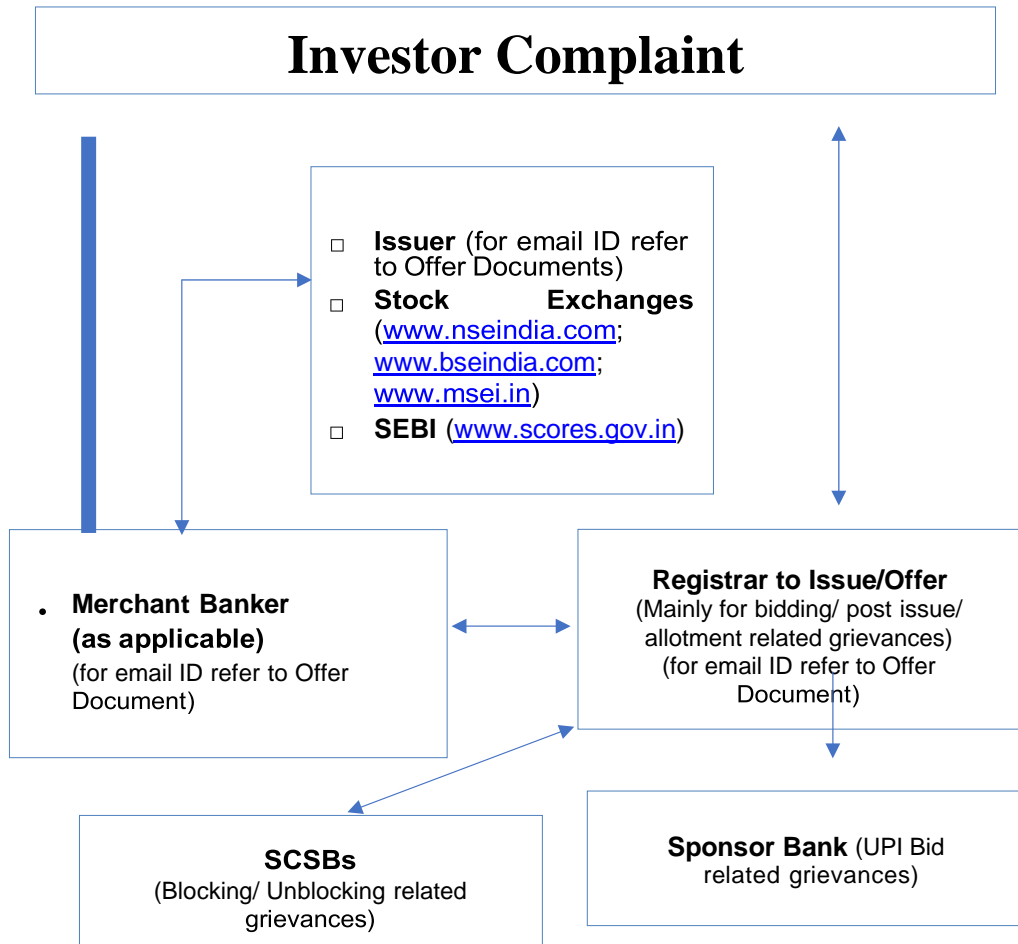 Investor Complaint
□ Issuer (for email ID refer
to Offer Documents)
□ Stock Exchanges
(www.nseindia.com;
www.bseindia.com;
www.msei.in)
□ SEBI (www.scores.gov.in)
• Merchant Banker
(as applicable)
(for email ID refer to Offer
Document)
Registrar to Issue/Offer
(Mainly for bidding/ post issue/
allotment related grievances)
(for email ID refer to Offer
Document)
SCSBs
(Blocking/ Unblocking related
grievances)
Sponsor Bank (UPI Bid
related grievances)